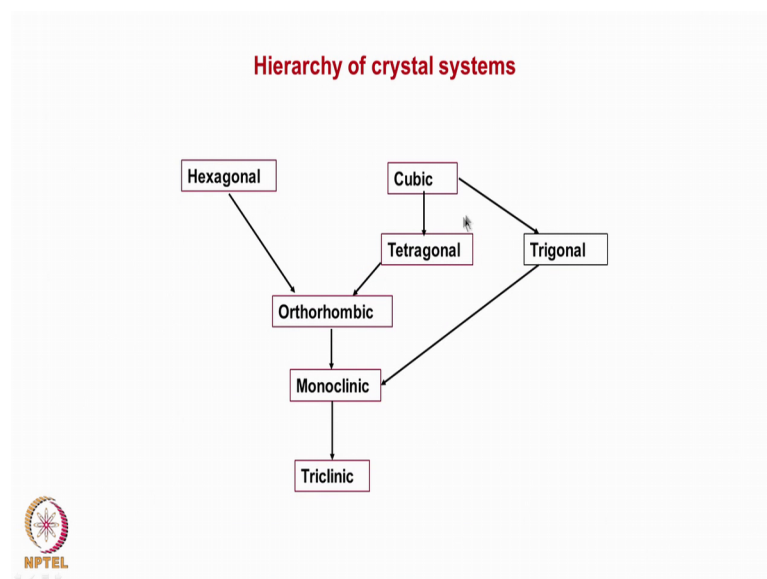 Hierarchy of crystal systems
Hexagonal
Cubic
Tetragonal
Trigonal
Orthorhombic
Monoclinic
Triclinic
NPTEL